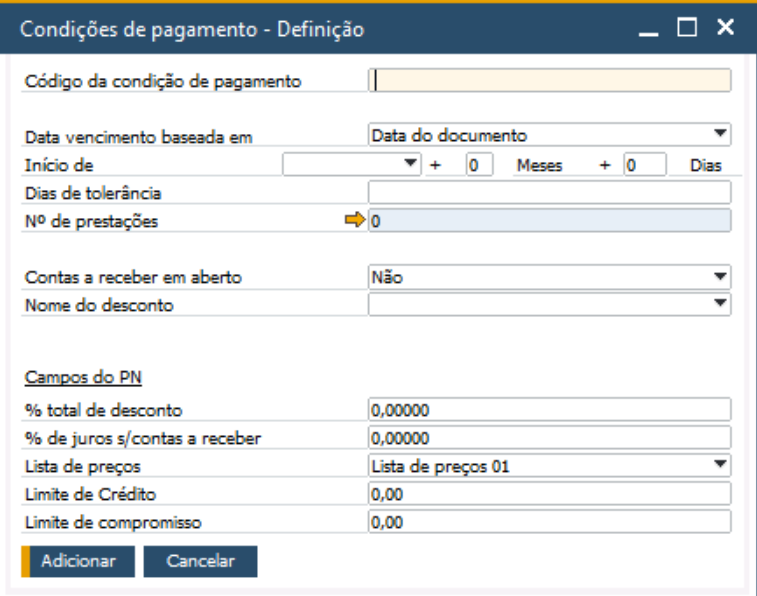 Condições de pagamento - Definição
Código da condição de pagamento
Data vencimento baseada em Data do documento
Início de + 0 Meses + 0 Dias
Dias de tolerância
Nº de prestações 0
Contas a receber em aberto Não
Nome do desconto
Campos do PN
% total de desconto 0,00000
% de juros s/contas a receber 0,00000
Lista de preços Lista de preços 01
Limite de Crédito 0,00
Limite de compromisso 0,00
Adicionar Cancelar